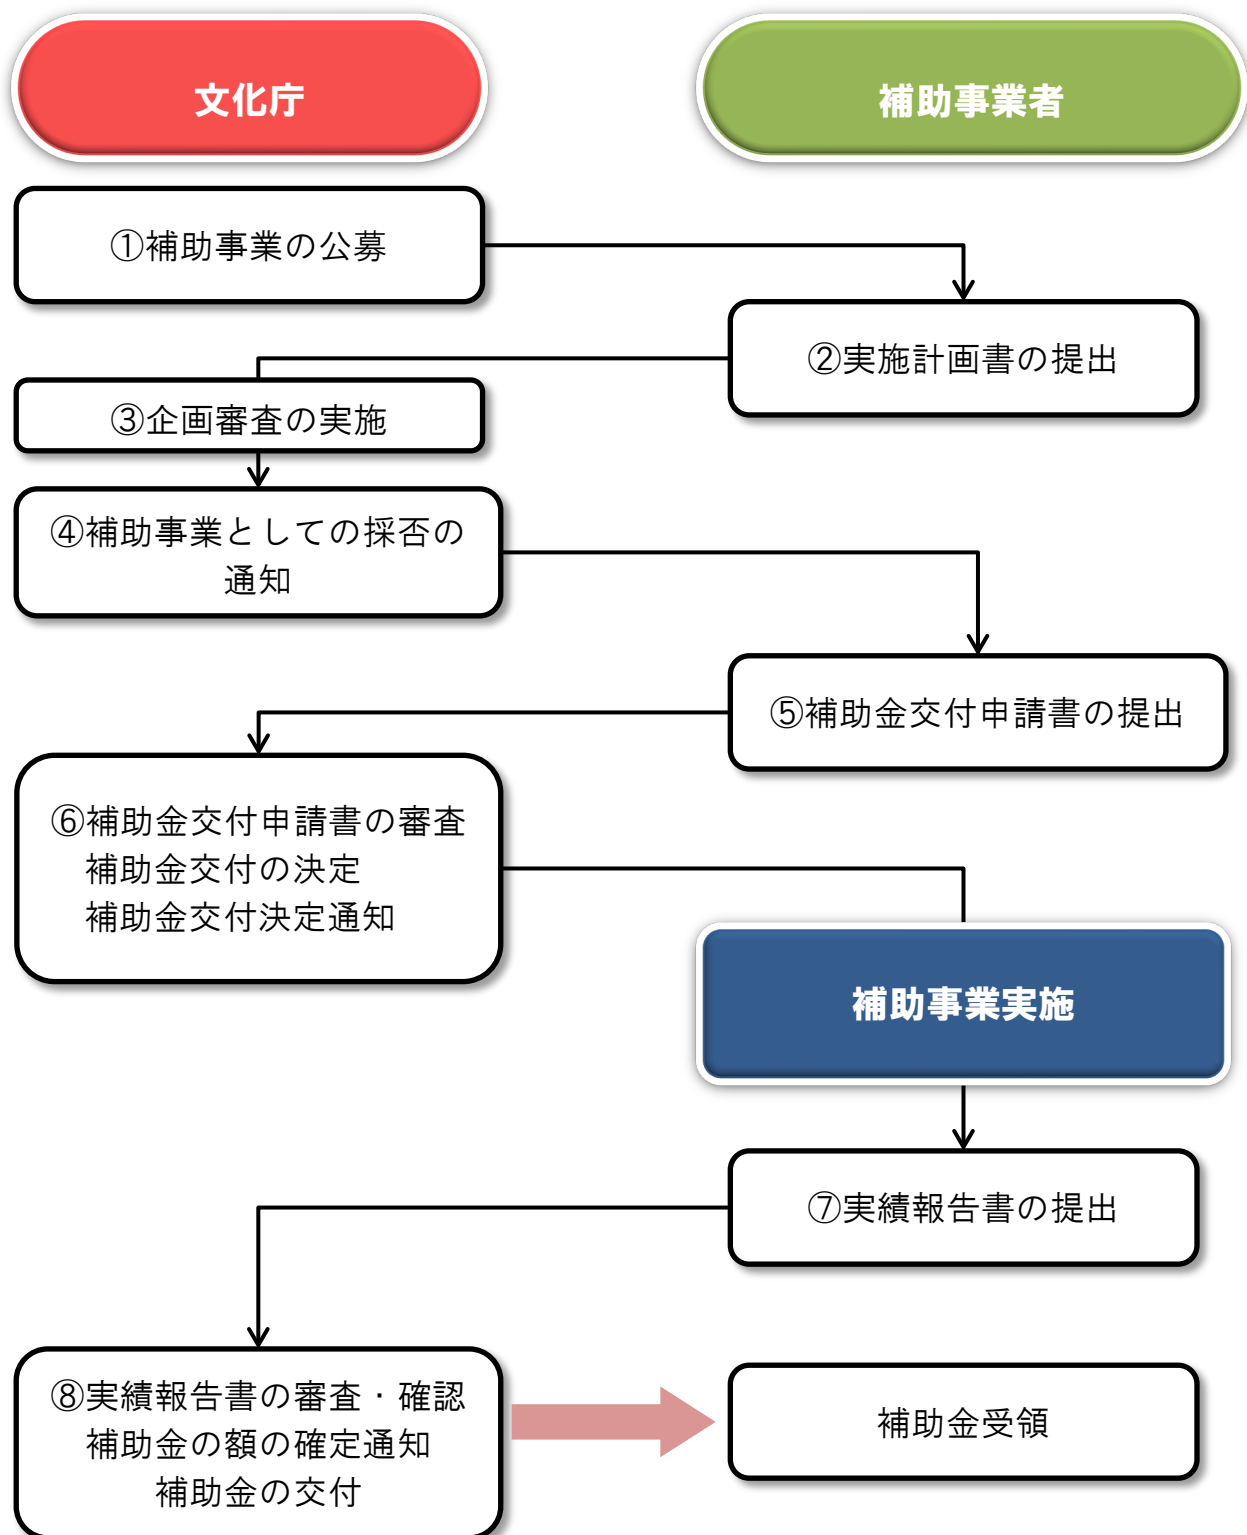 文化庁
補助事業者
①補助事業の公募
②実施計画書の提出
③企画審査の実施
④補助事業としての採否の
通知
⑤補助金交付申請書の提出
⑥補助金交付申請書の審査
補助金交付の決定
補助金交付決定通知
補助事業実施
⑦実績報告書の提出
⑧実績報告書の審査・確認
補助金の額の確定通知
補助金の交付
補助金受領